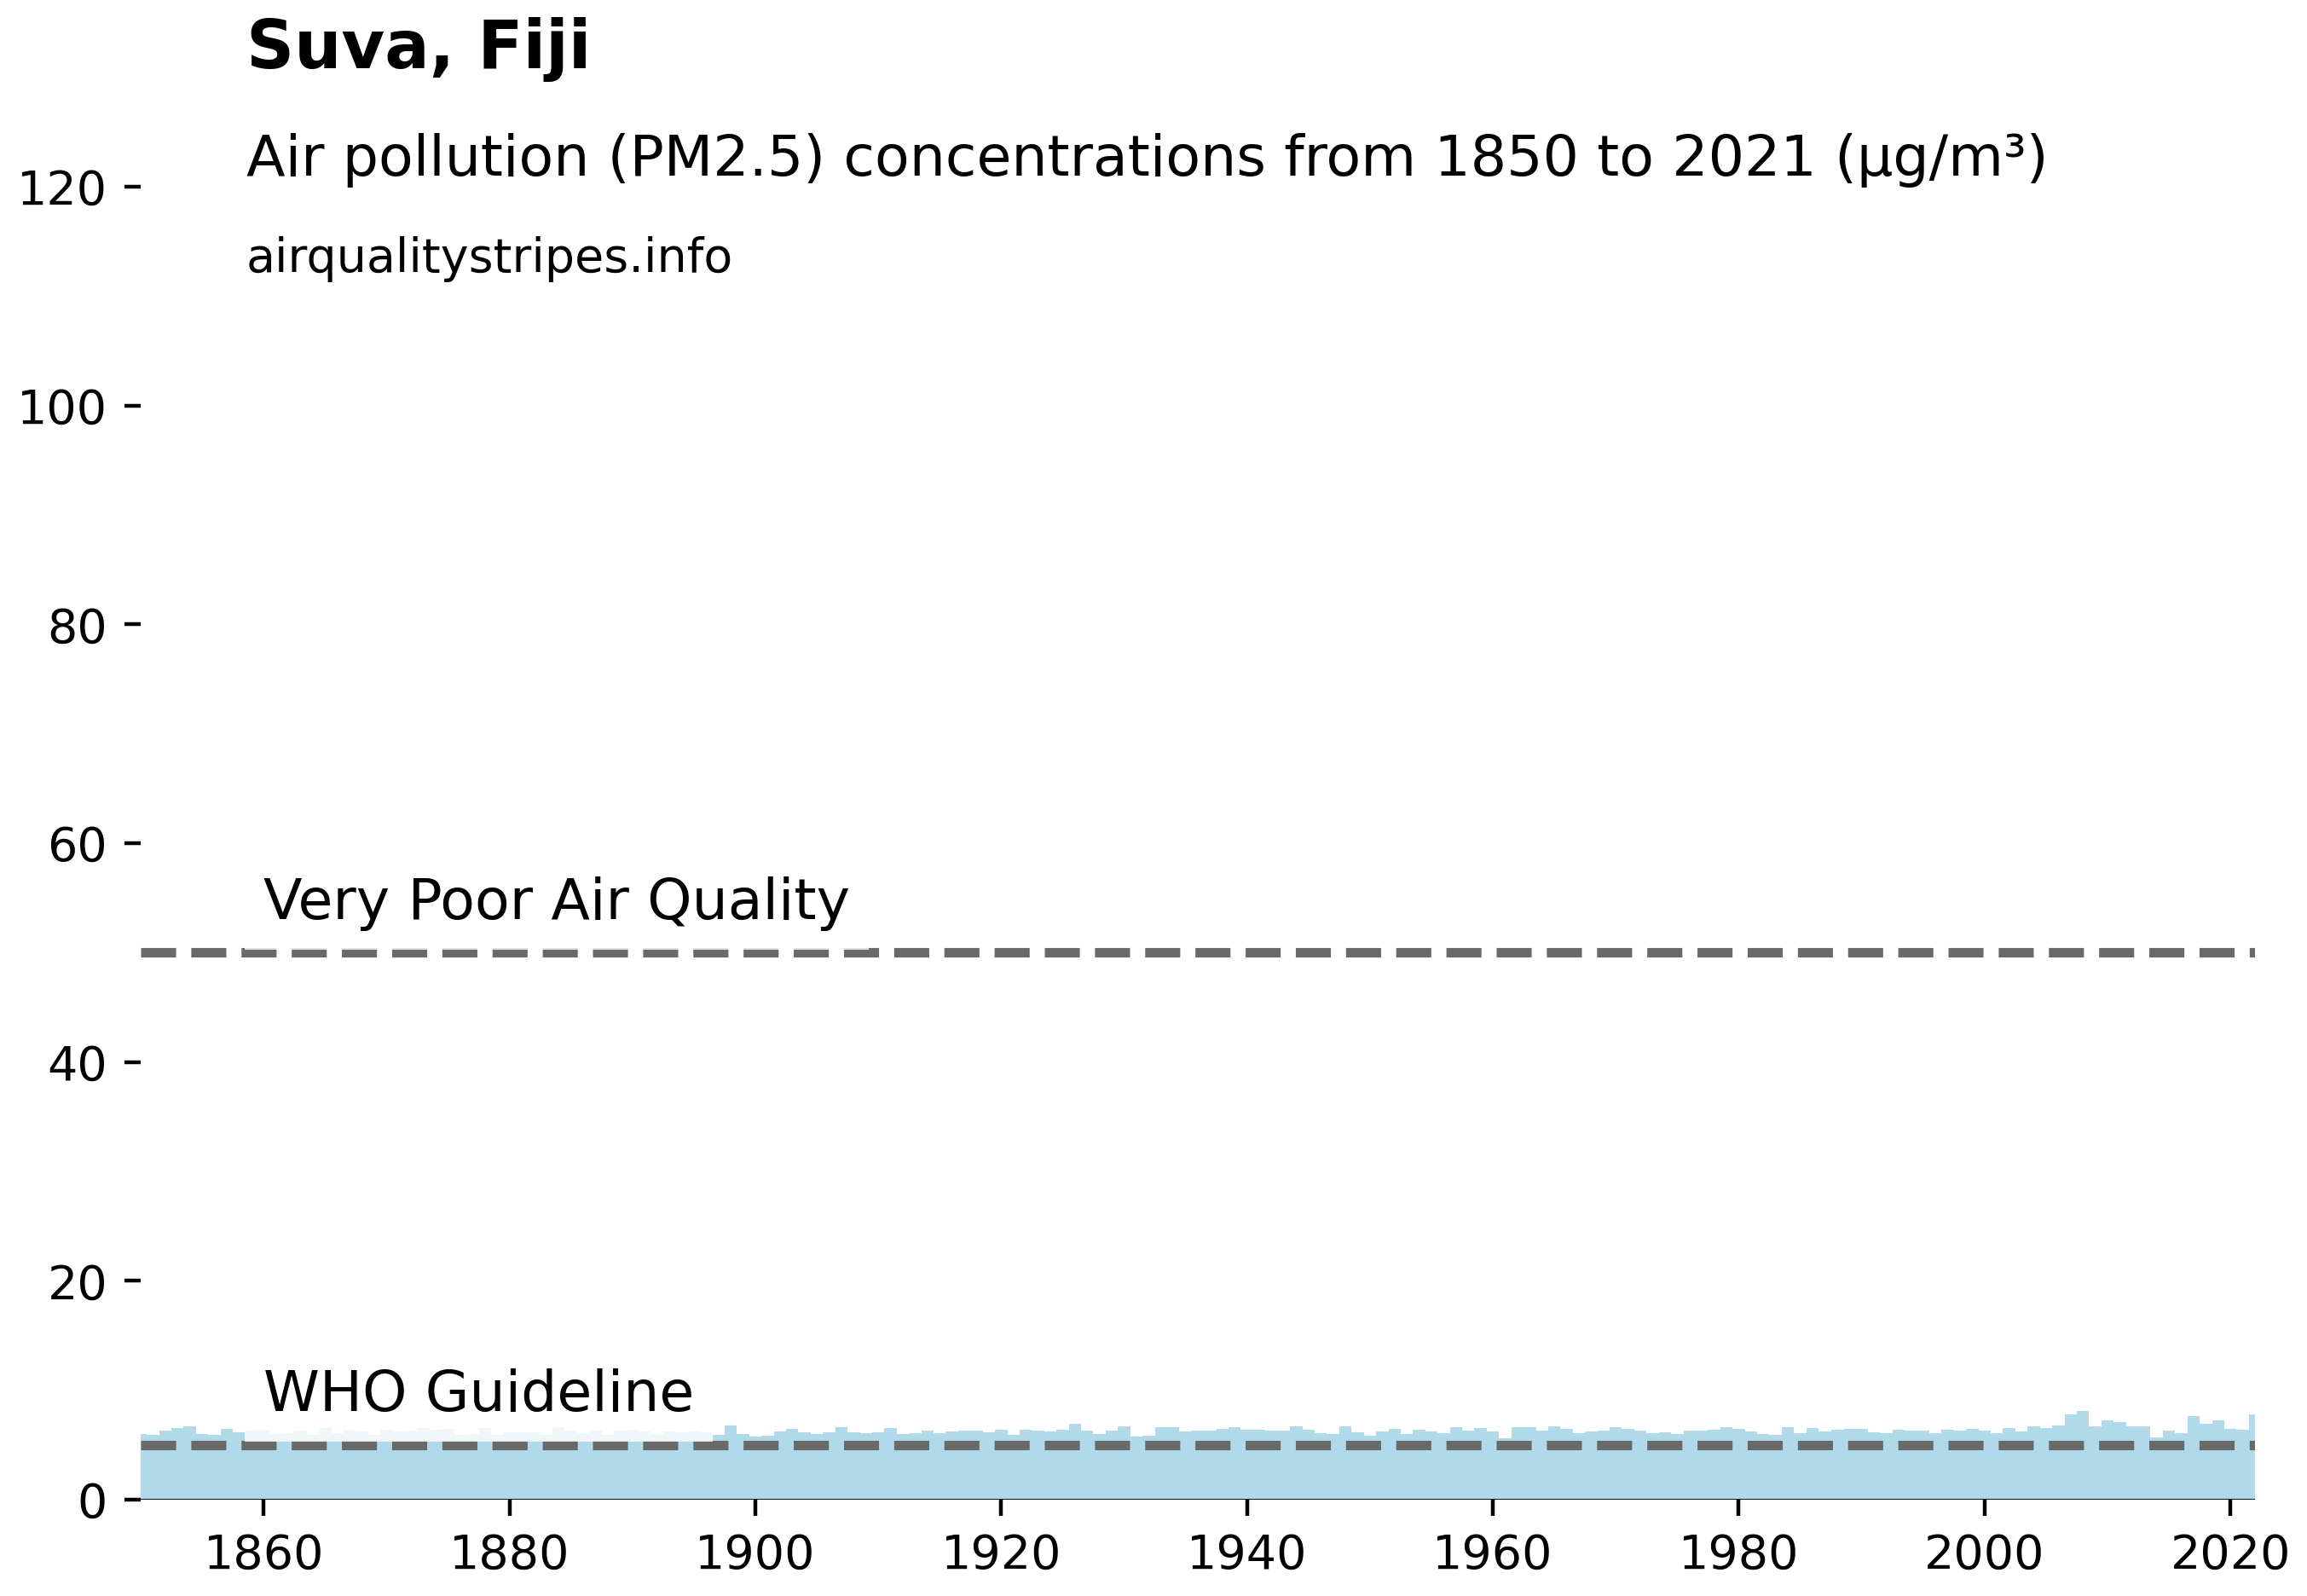 Suva, Fiji
Air pollution (PM2.5) concentrations from 1850 to 2021 (µg/m³)
airqualitystripes.info
120
100
80
60
Very Poor Air Quality
40
20
WHO Guideline
0
1860 1880 1900 1920 1940 1960 1980 2000 2020